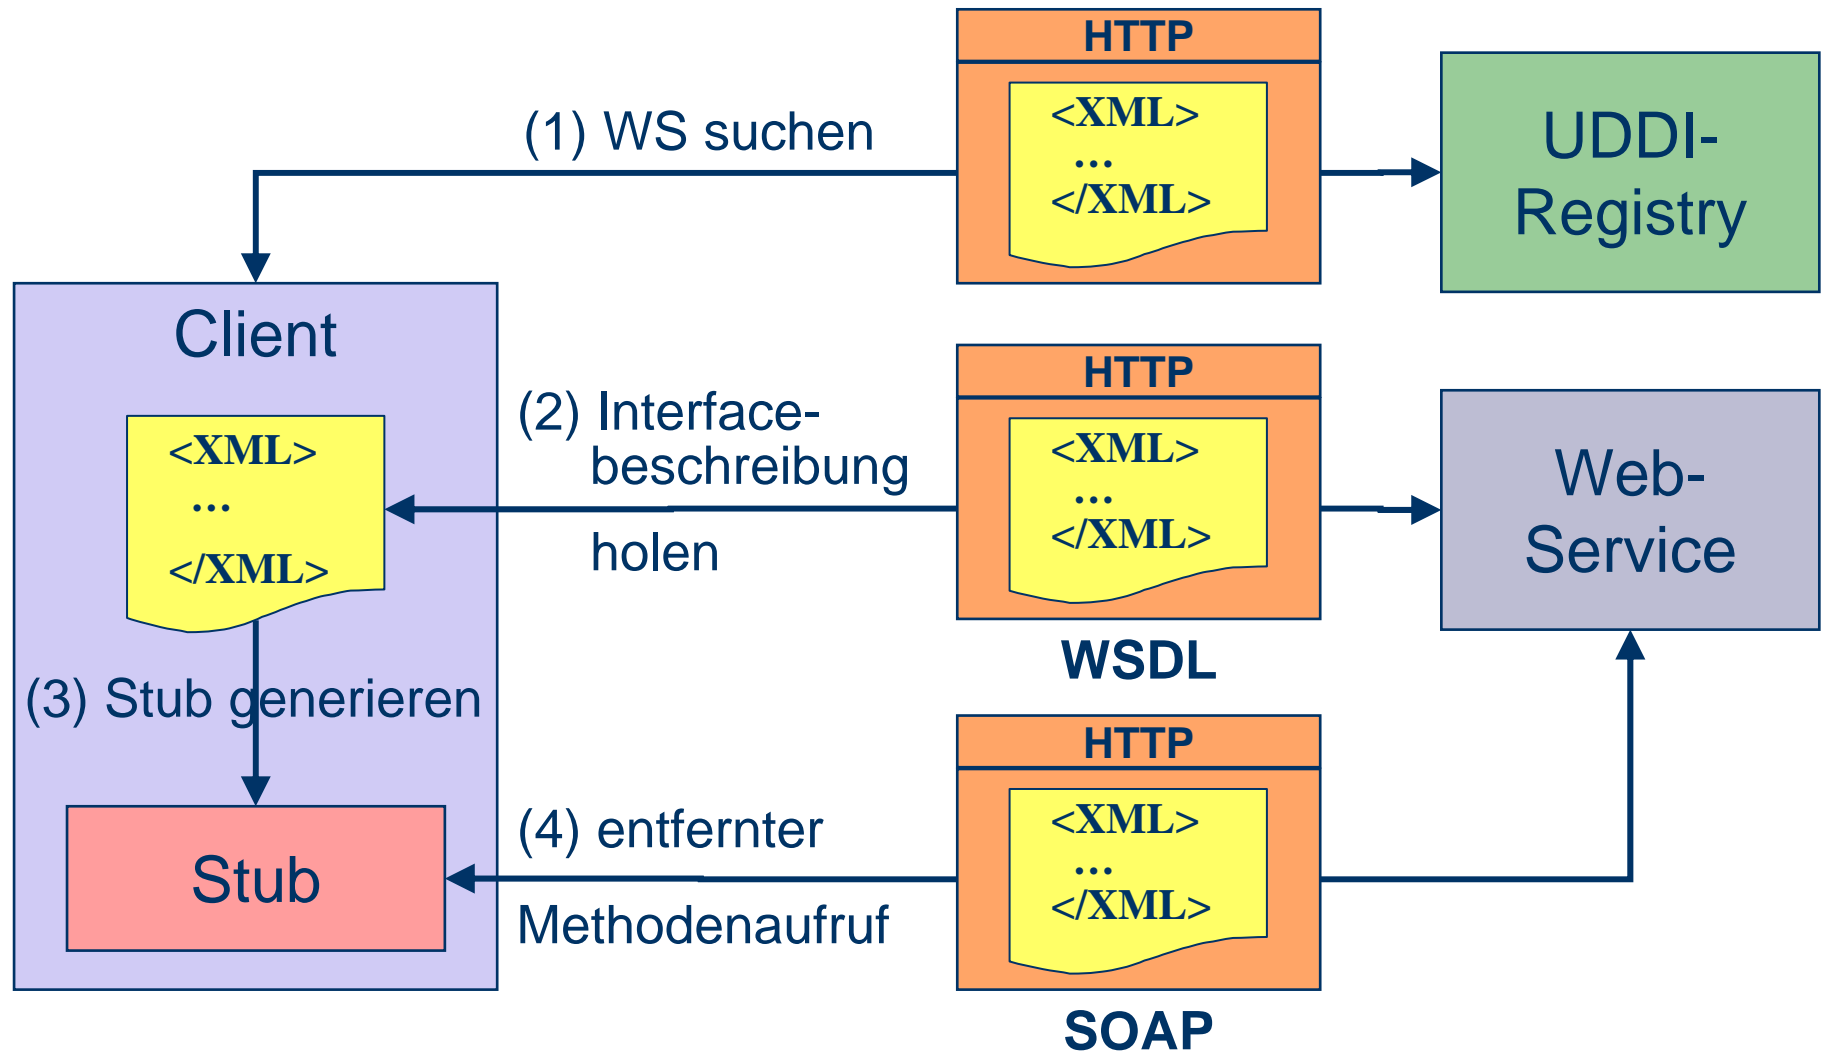 HTTP
<XML>
...
</XML>
(1) WS suchen
UDDI-
Registry
Client
<XML>
...
</XML>
(2) Interface-
beschreibung
holen
HTTP
<XML>
...
</XML>
WSDL
Web-
Service
(3) Stub generieren
Stub
(4) entfernter
Methodenaufruf
HTTP
<XML>
...
</XML>
SOAP